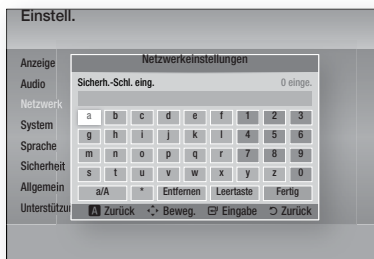 Einstell.
Anzeige
Audio
Netzwerk
System
Sprache
Sicherheit
Allgemein
Unterstützu
Netzwerkeinstellungen
Sicherh.-Schl. eing. 0 einge.
a b c d e f 1 2 3
g h i j k l 4 5 6
m n o p q r 7 8 9
s t u v w x y z 0
a/A * Entfernen Leertaste Fertig
A Zurück Beweg. Eingabe Zurück